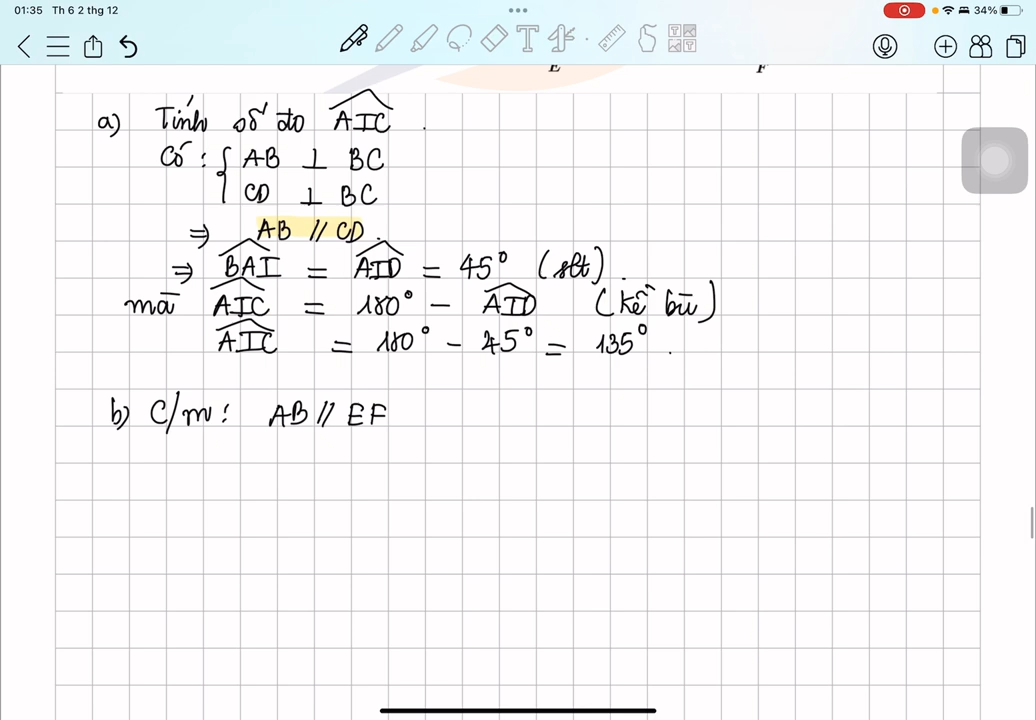 01:35 Th 6 2 thg 12 34%
E F
a) Tính số đo AIC .
Có : { AB ⊥ BC
CD ⊥ BC
⇒ AB // CD .
⇒ BAI = AID = 45° (slt) .
mà AIC = 180° - AID (kề bù)
AIC = 180° - 45° = 135° .
b) C/m : AB // EF